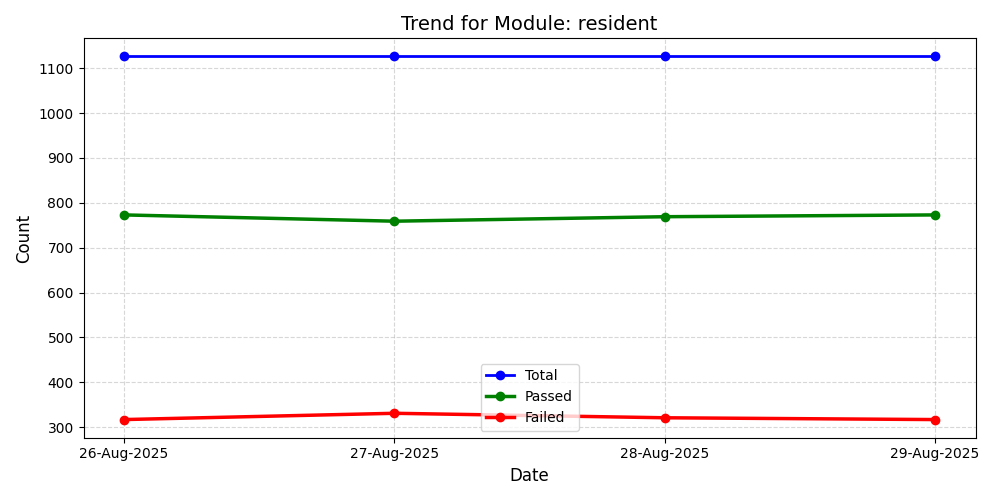 Trend for Module: resident
Count
1100
1000
900
800
700
600
500
400
300
Total
Passed
Failed
26-Aug-2025 27-Aug-2025 28-Aug-2025 29-Aug-2025
Date